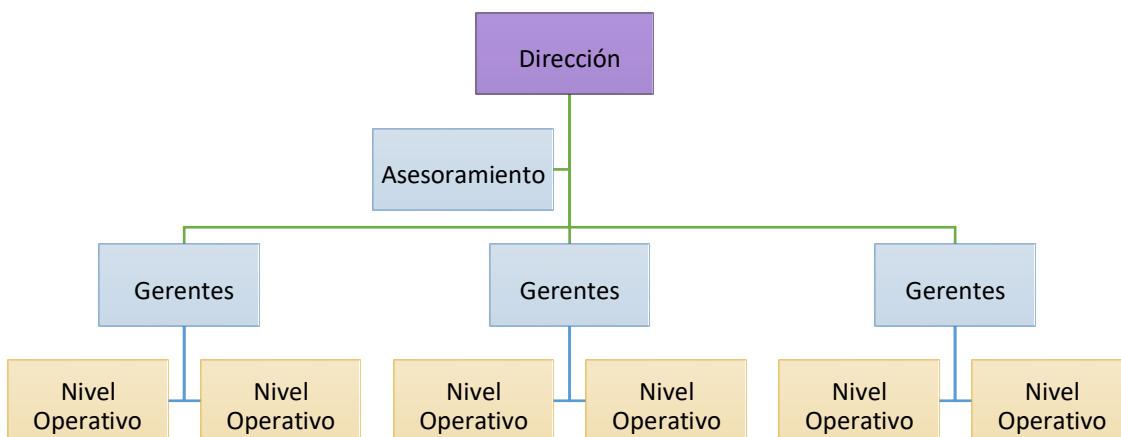 Dirección
Asesoramiento
Gerentes
Gerentes
Gerentes
Nivel
Operativo
Nivel
Operativo
Nivel
Operativo
Nivel
Operativo
Nivel
Operativo
Nivel
Operativo